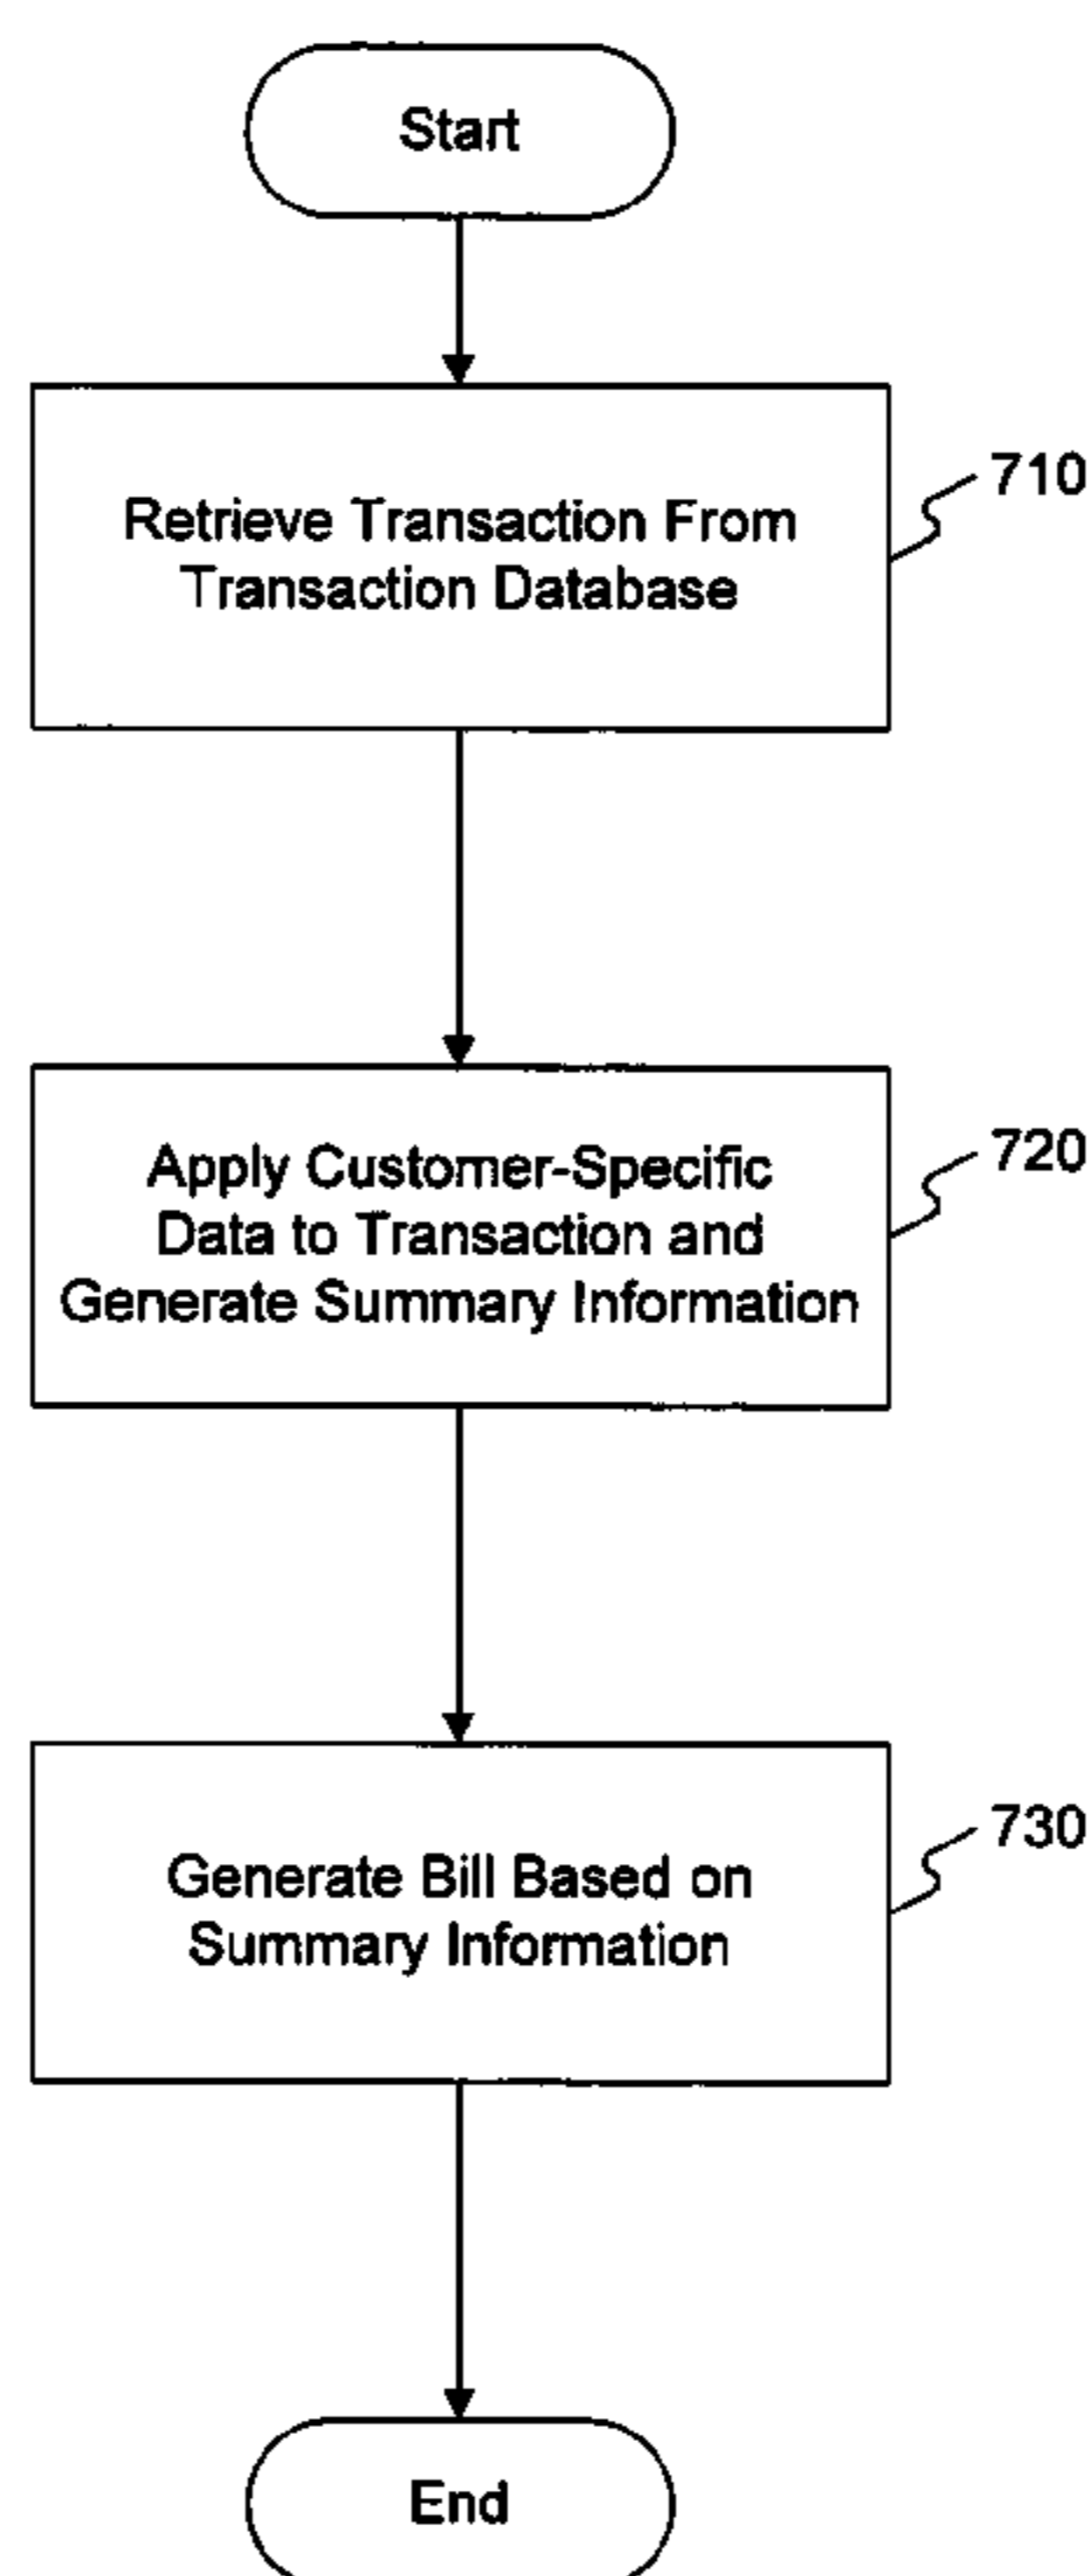 Start
710
Retrieve Transaction From
Transaction Database
720
Apply Customer-Specific
Data to Transaction and
Generate Summary Information
730
Generate Bill Based on
Summary Information
End